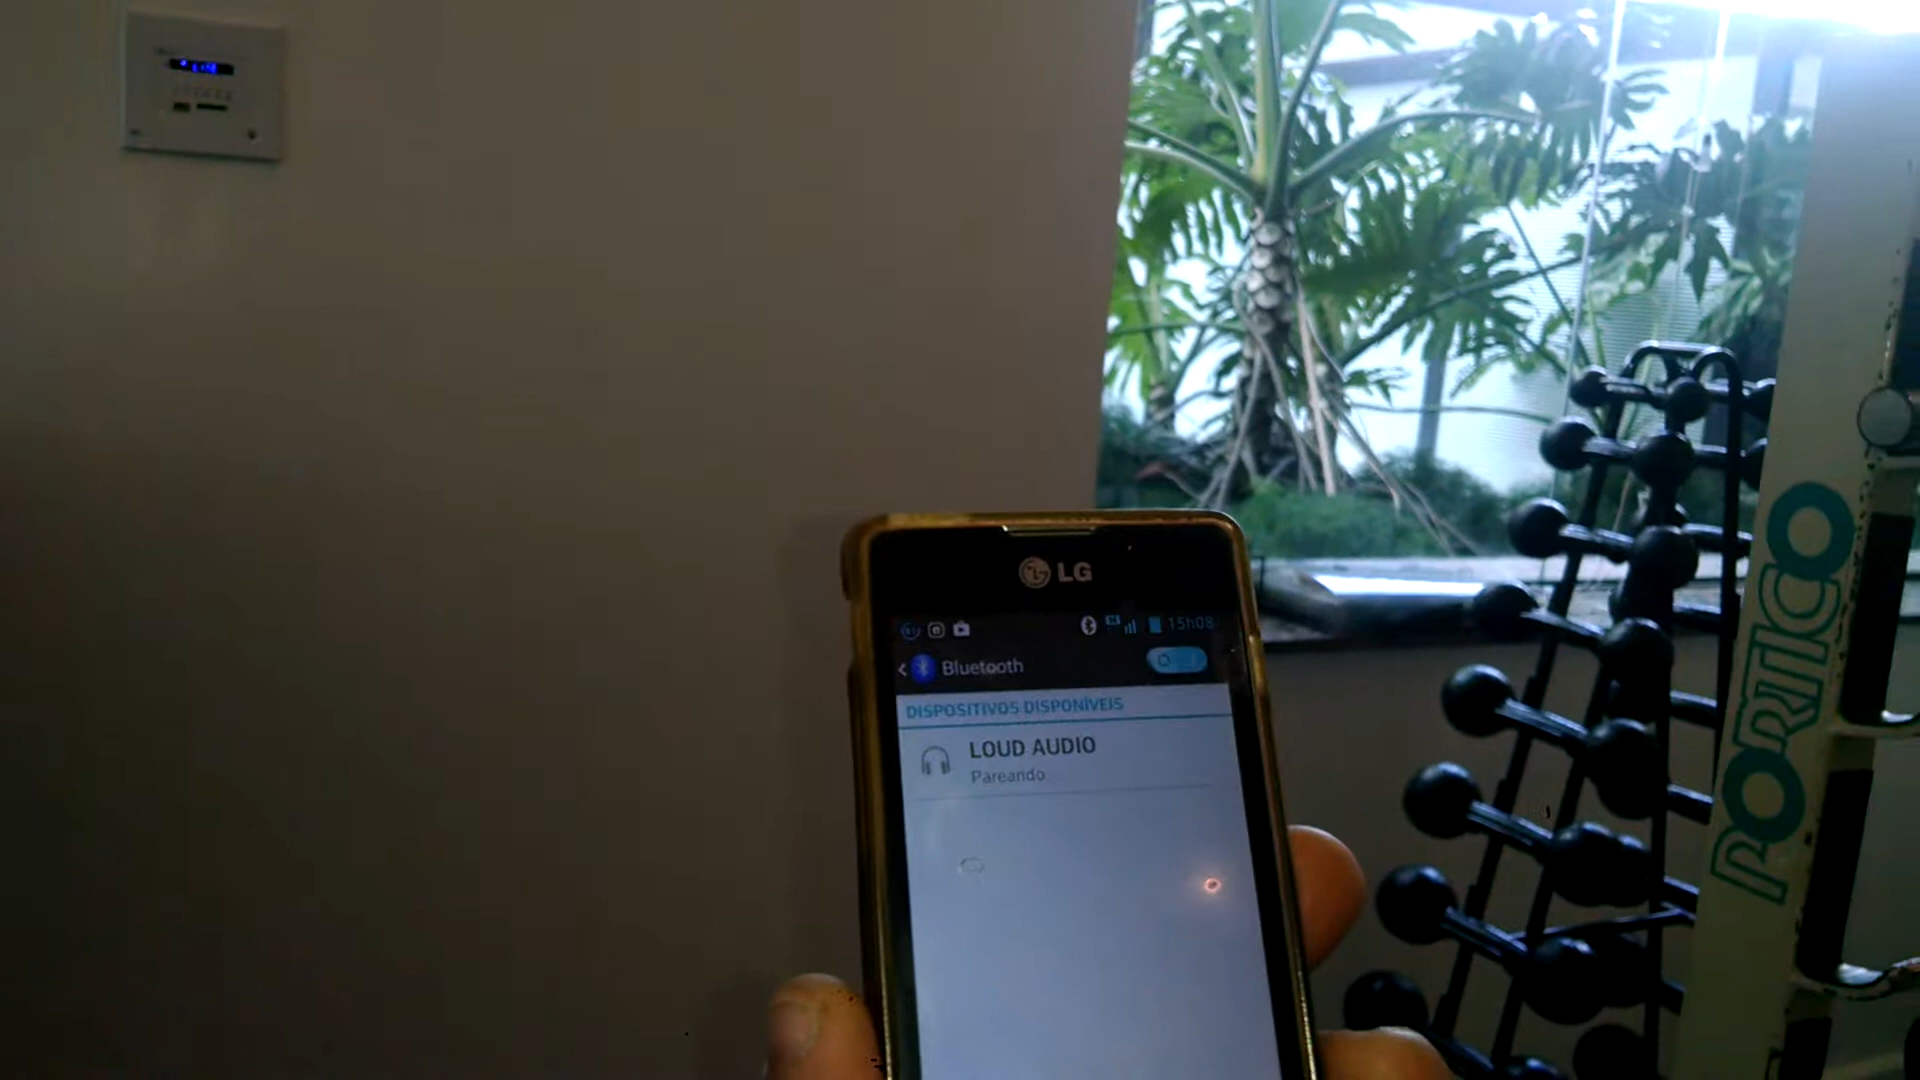 LG
15h08
Bluetooth
DISPOSITIVOS DISPONÍVEIS
LOUD AUDIO
Pareando
PORTICO